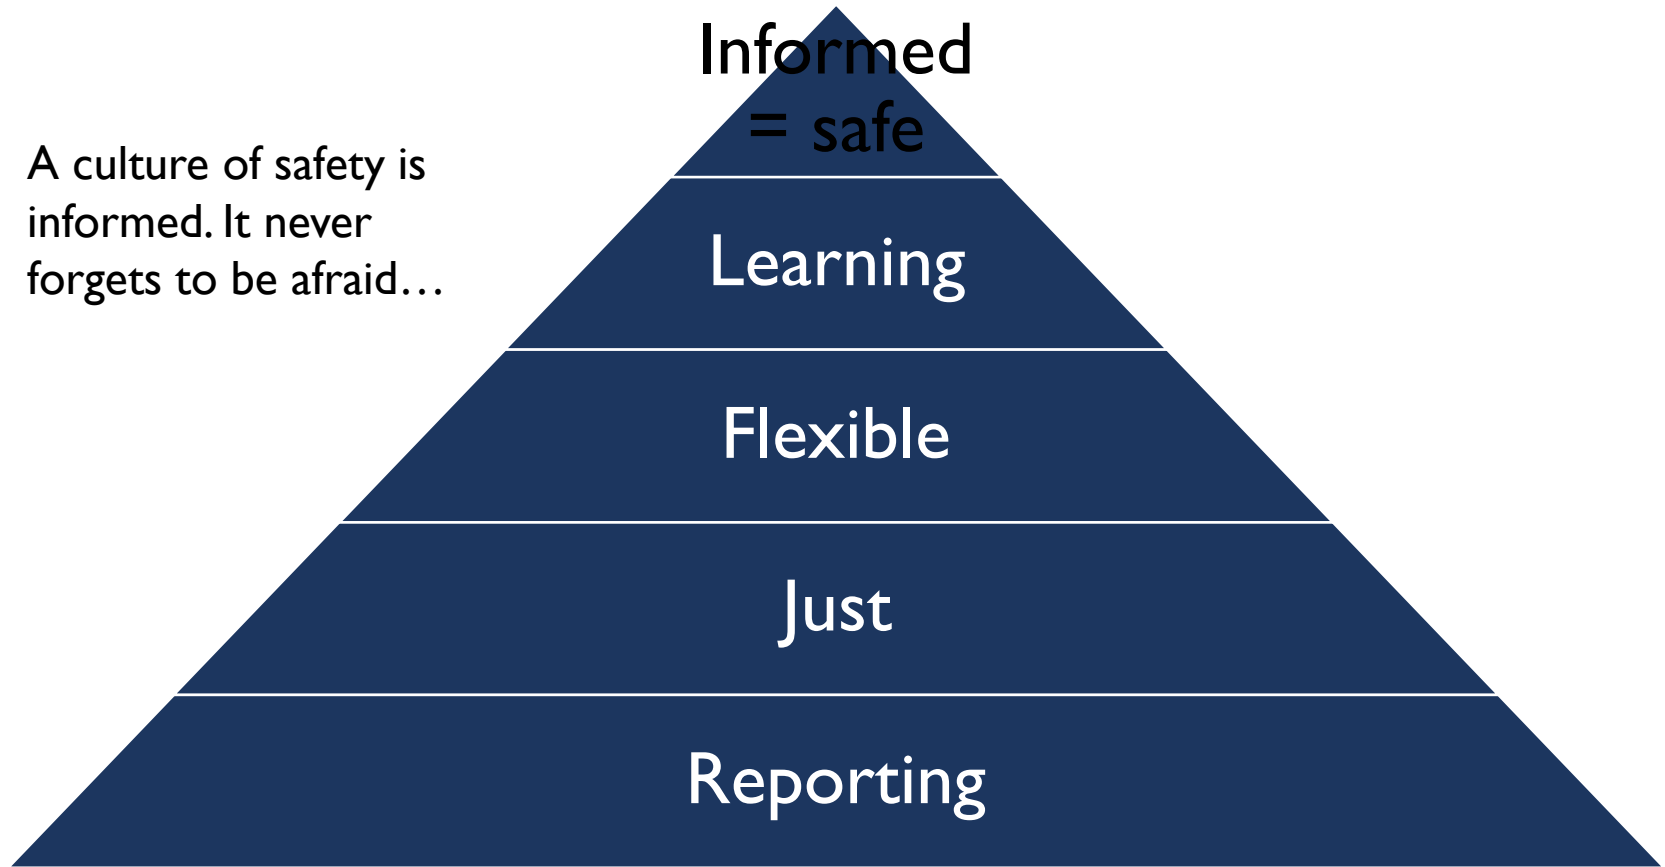 Informed
= safe
A culture of safety is
informed. It never
forgets to be afraid…
Learning
Flexible
Just
Reporting